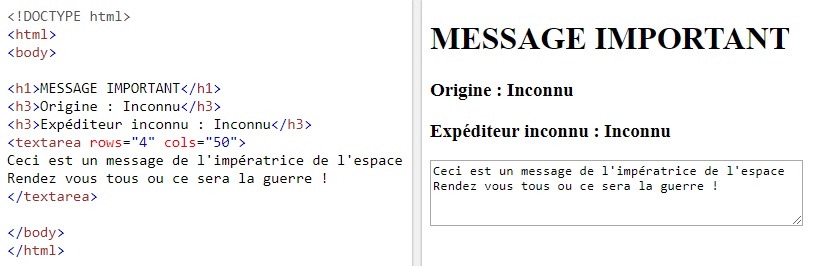 <!DOCTYPE html>
<html>
<body>
<h1>MESSAGE IMPORTANT</h1>
<h3>Origine : Inconnu</h3>
<h3>Expéditeur inconnu : Inconnu</h3>
<textarea rows="4" cols="50">
Ceci est un message de l'impératrice de l'espace
Rendez vous tous ou ce sera la guerre !
</textarea>
</body>
</html>
MESSAGE IMPORTANT
Origine : Inconnu
Expéditeur inconnu : Inconnu
Ceci est un message de l'impératrice de l'espace
Rendez vous tous ou ce sera la guerre !